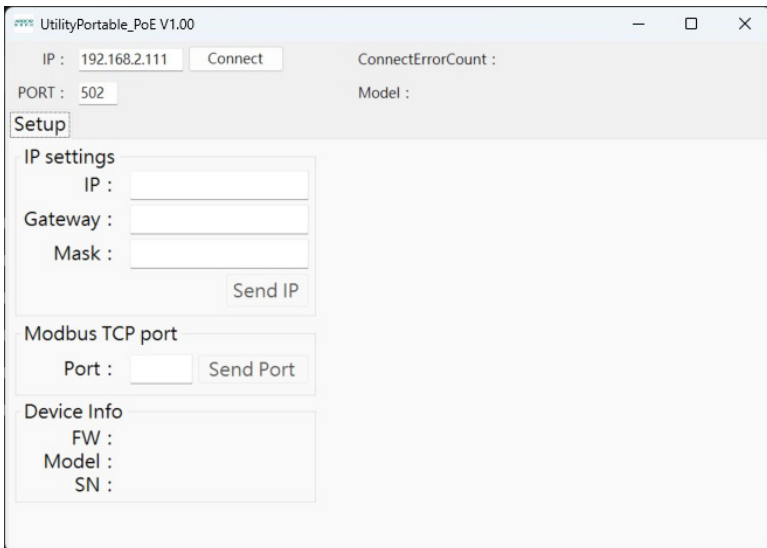 UtilityPortable_PoE V1.00
IP : 192.168.2.111 Connect ConnectErrorCount :
PORT : 502 Model :
Setup
IP settings
IP :
Gateway :
Mask :
Send IP
Modbus TCP port
Port : Send Port
Device Info
FW :
Model :
SN :